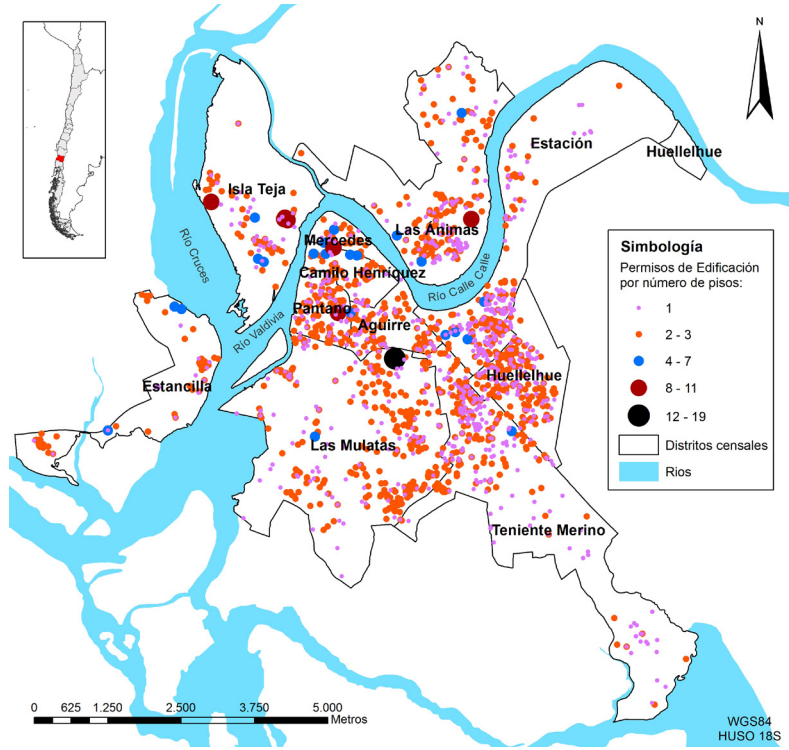 N
Estación
Huellelhue
Isla Teja
Las Ánimas
Mercedes
Río Cruces
Camilo Henríquez
Río Calle Calle
Pantano
Aguirre
Río Valdivia
Estancilla
Huellelhue
Las Mulatas
Teniente Merino
Simbología
Permisos de Edificación
por número de pisos:
1
2 - 3
4 - 7
8 - 11
12 - 19
Distritos censales
Rios
0 625 1.250 2.500 3.750 5.000
Metros
WGS84
HUSO 18S